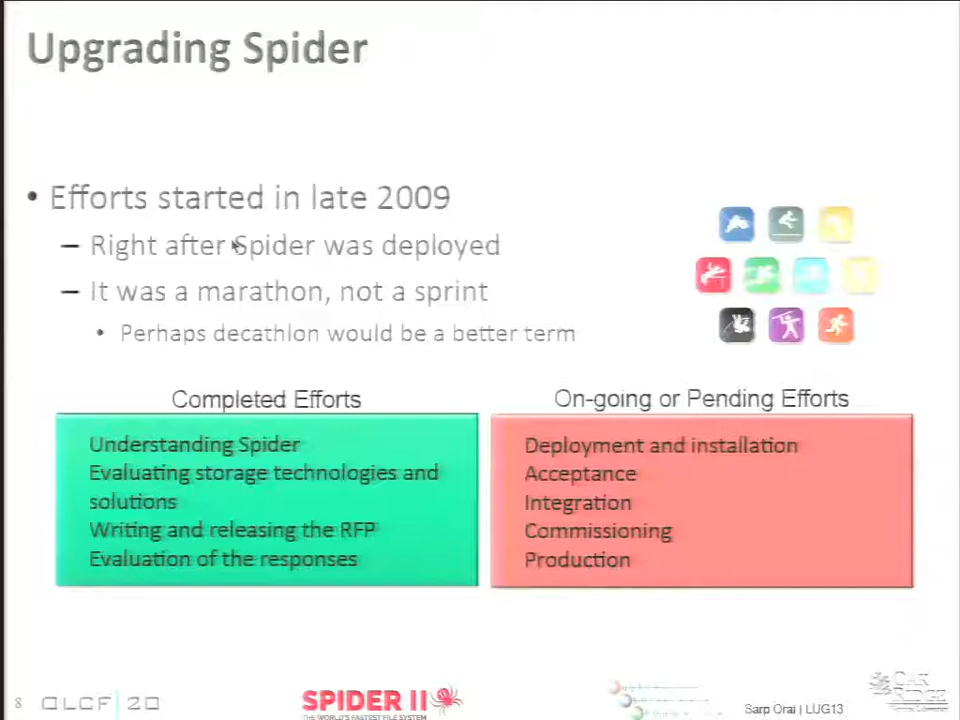 Upgrading Spider
• Efforts started in late 2009
– Right after Spider was deployed
– It was a marathon, not a sprint
• Perhaps decathlon would be a better term
Completed Efforts
Understanding Spider
Evaluating storage technologies and
solutions
Writing and releasing the RFP
Evaluation of the responses
On-going or Pending Efforts
Deployment and installation
Acceptance
Integration
Commissioning
Production
8
OLCF | 20
SPIDER II
THE WORLD'S FASTEST FILE SYSTEM
Sarp Oral | LUG13
OAK
RIDGE